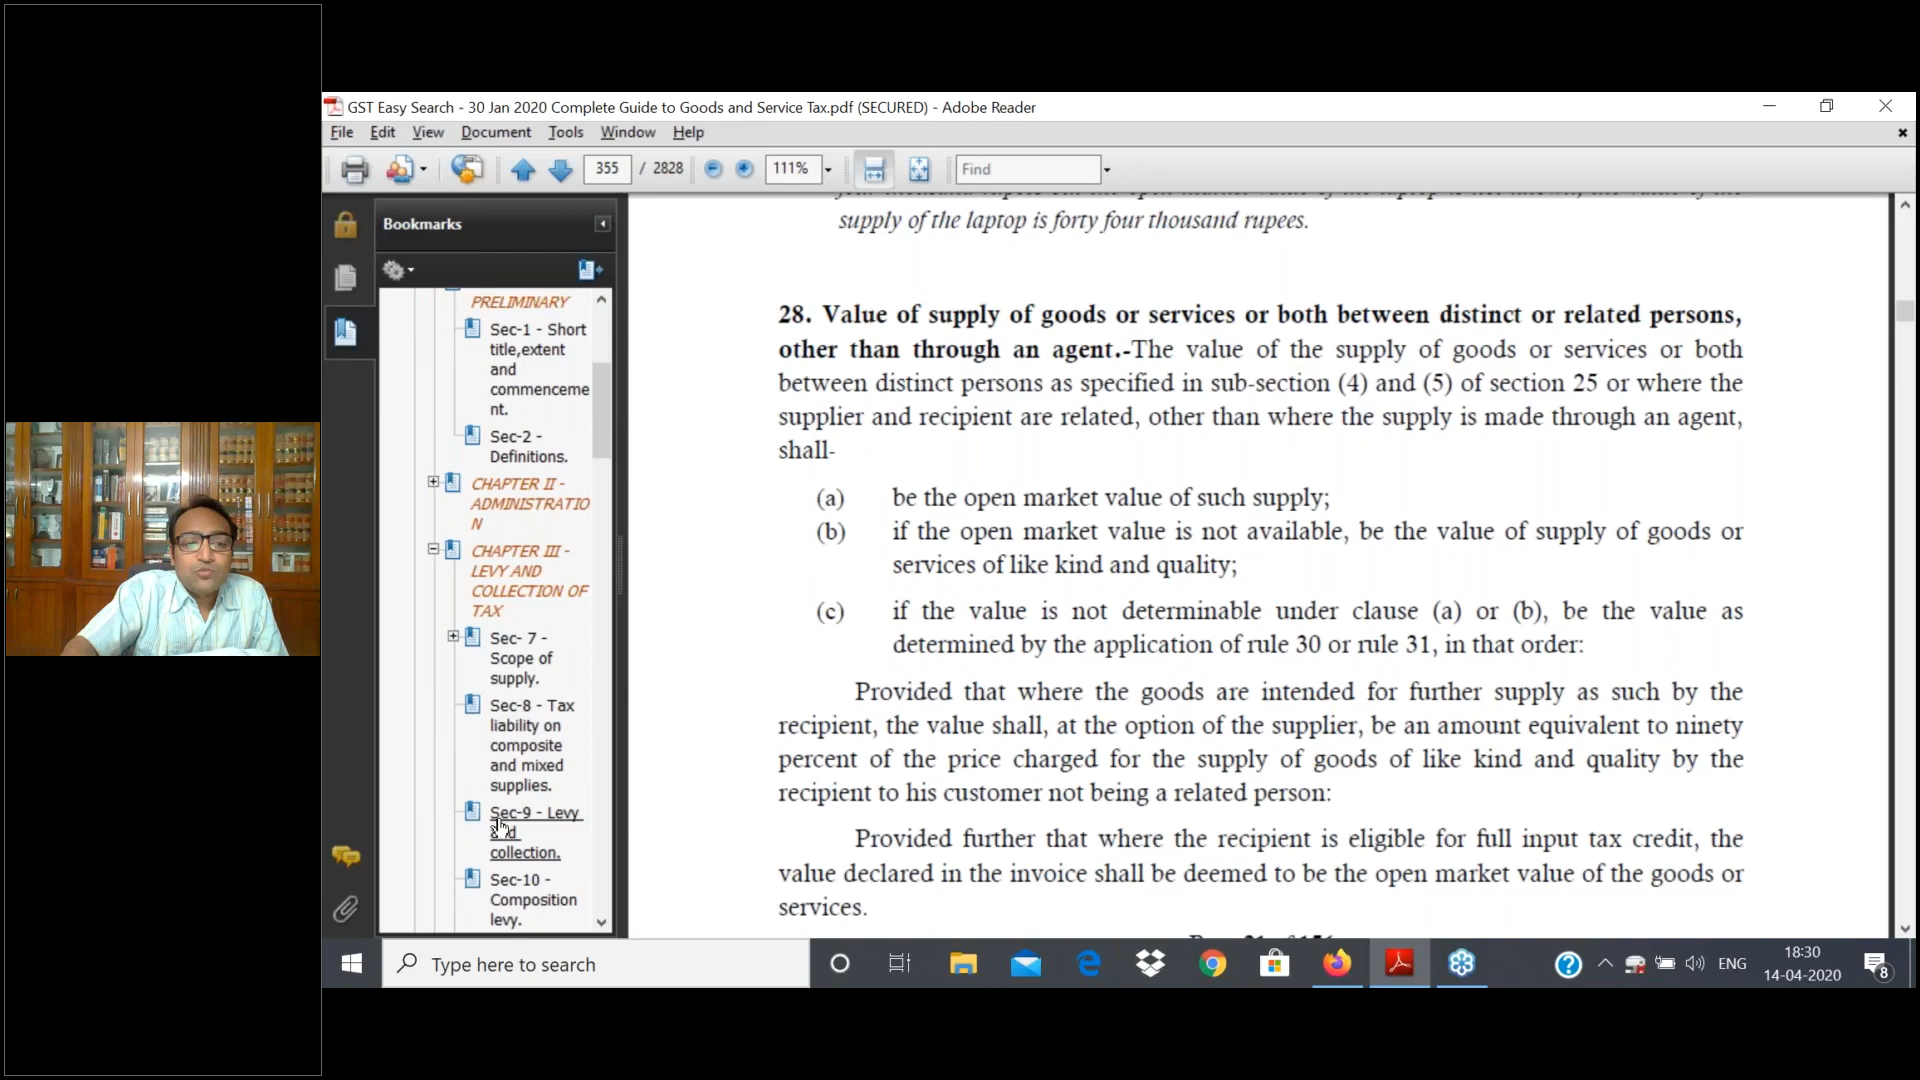 GST Easy Search - 30 Jan 2020 Complete Guide to Goods and Service Tax.pdf (SECURED) - Adobe Reader
File Edit View Document Tools Window Help
355 / 2828 111% Find
Bookmarks
PRELIMINARY
Sec-1 - Short
title,extent
and
commenceme
nt.
Sec-2 -
Definitions.
CHAPTER II -
ADMINISTRATIO
N
CHAPTER III -
LEVY AND
COLLECTION OF
TAX
Sec- 7 -
Scope of
supply.
Sec-8 - Tax
liability on
composite
and mixed
supplies.
Sec-9 - Levy
and
collection.
Sec-10 -
Composition
levy.
supply of the laptop is forty four thousand rupees.
28. Value of supply of goods or services or both between distinct or related persons,
other than through an agent.-The value of the supply of goods or services or both
between distinct persons as specified in sub-section (4) and (5) of section 25 or where the
supplier and recipient are related, other than where the supply is made through an agent,
shall-
(a) be the open market value of such supply;
(b) if the open market value is not available, be the value of supply of goods or
services of like kind and quality;
(c) if the value is not determinable under clause (a) or (b), be the value as
determined by the application of rule 30 or rule 31, in that order:
Provided that where the goods are intended for further supply as such by the
recipient, the value shall, at the option of the supplier, be an amount equivalent to ninety
percent of the price charged for the supply of goods of like kind and quality by the
recipient to his customer not being a related person:
Provided further that where the recipient is eligible for full input tax credit, the
value declared in the invoice shall be deemed to be the open market value of the goods or
services.
Type here to search
ENG
18:30
14-04-2020
8